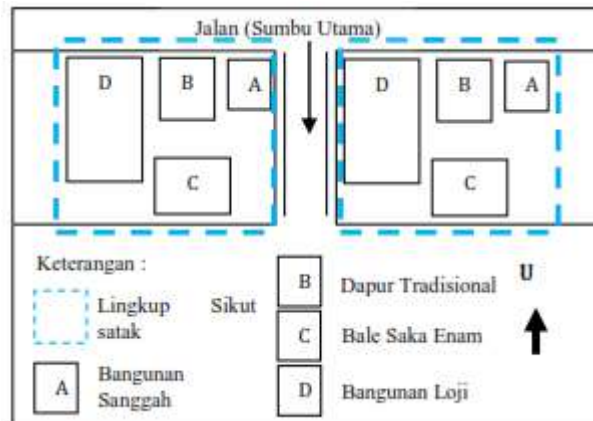 Jalan (Sumbu Utama)
D B A D B A
C C
Keterangan :
Lingkup Sikut
satak
A Bangunan
Sanggah
B Dapur Tradisional
C Bale Saka Enam
D Bangunan Loji
U